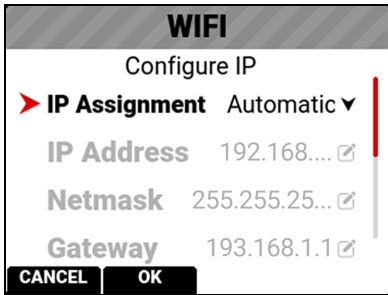 WIFI
Configure IP
IP Assignment Automatic
IP Address 192.168....
Netmask 255.255.25...
Gateway 193.168.1.1
CANCEL OK